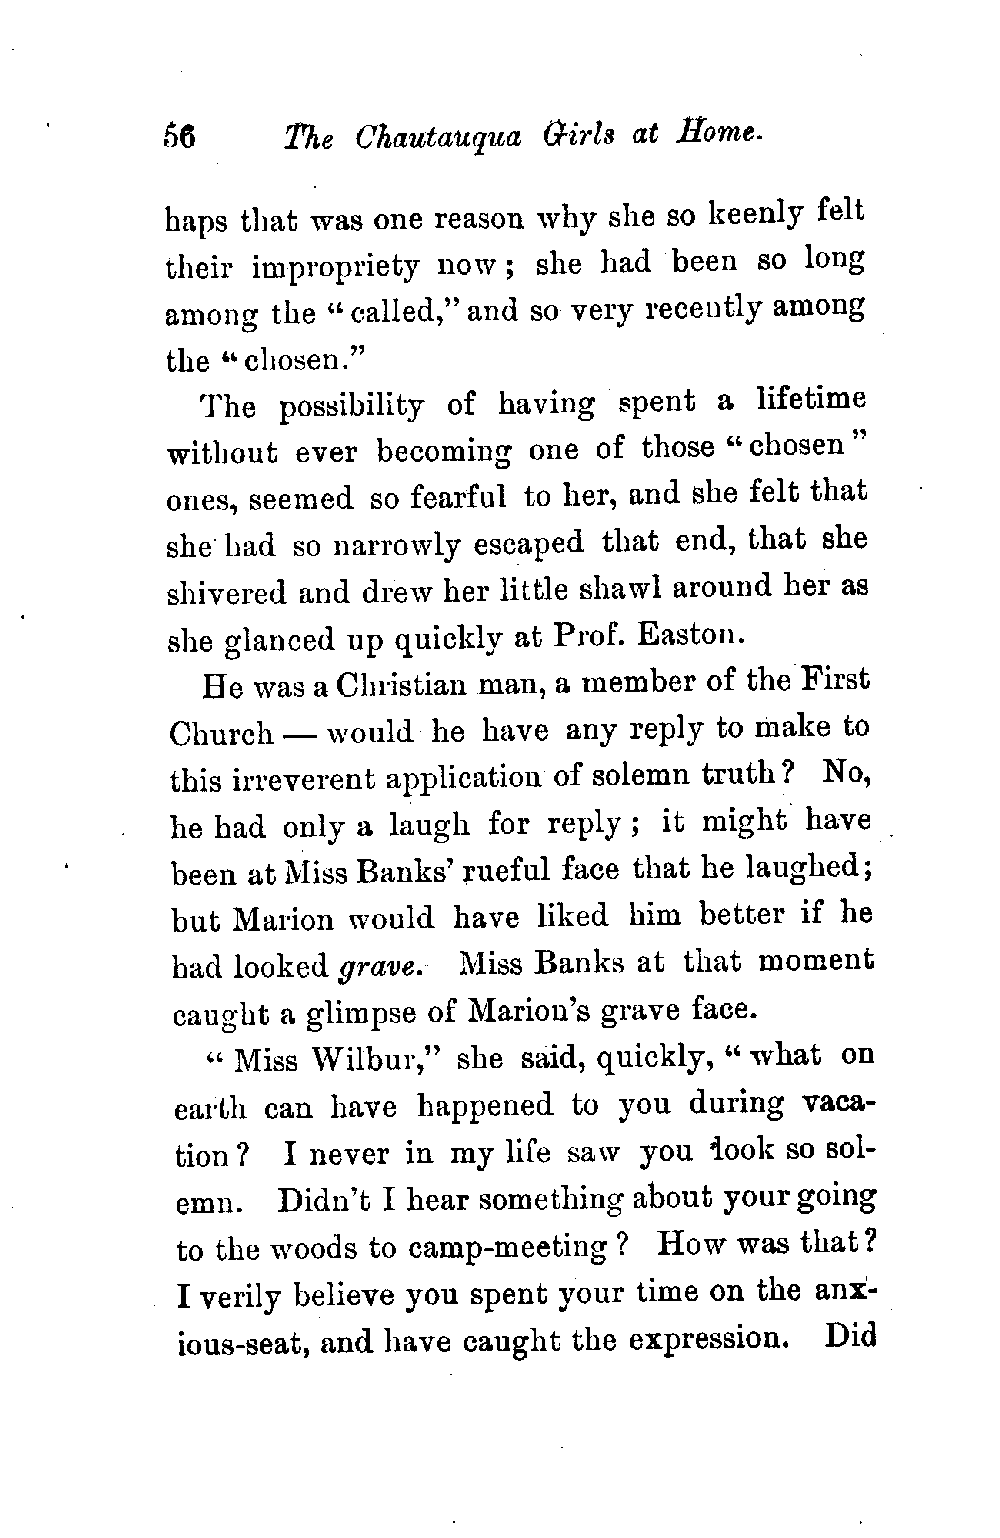 56 The Chautauqua Girls at Home.
haps that was one reason why she so keenly felt
their impropriety now; she had been so long
among the "called," and so very recently among
the "chosen."
The possibility of having spent a lifetime
without ever becoming one of those "chosen"
ones, seemed so fearful to her, and she felt that
she had so narrowly escaped that end, that she
shivered and drew her little shawl around her as
she glanced up quickly at Prof. Easton.
He was a Christian man, a member of the First
Church — would he have any reply to make to
this irreverent application of solemn truth? No,
he had only a laugh for reply; it might have
been at Miss Banks' rueful face that he laughed;
but Marion would have liked him better if he
had looked grave. Miss Banks at that moment
caught a glimpse of Marion's grave face.
"Miss Wilbur," she said, quickly, "what on
earth can have happened to you during vaca-
tion? I never in my life saw you look so sol-
emn. Didn't I hear something about your going
to the woods to camp-meeting? How was that?
I verily believe you spent your time on the anx-
ious-seat, and have caught the expression. Did